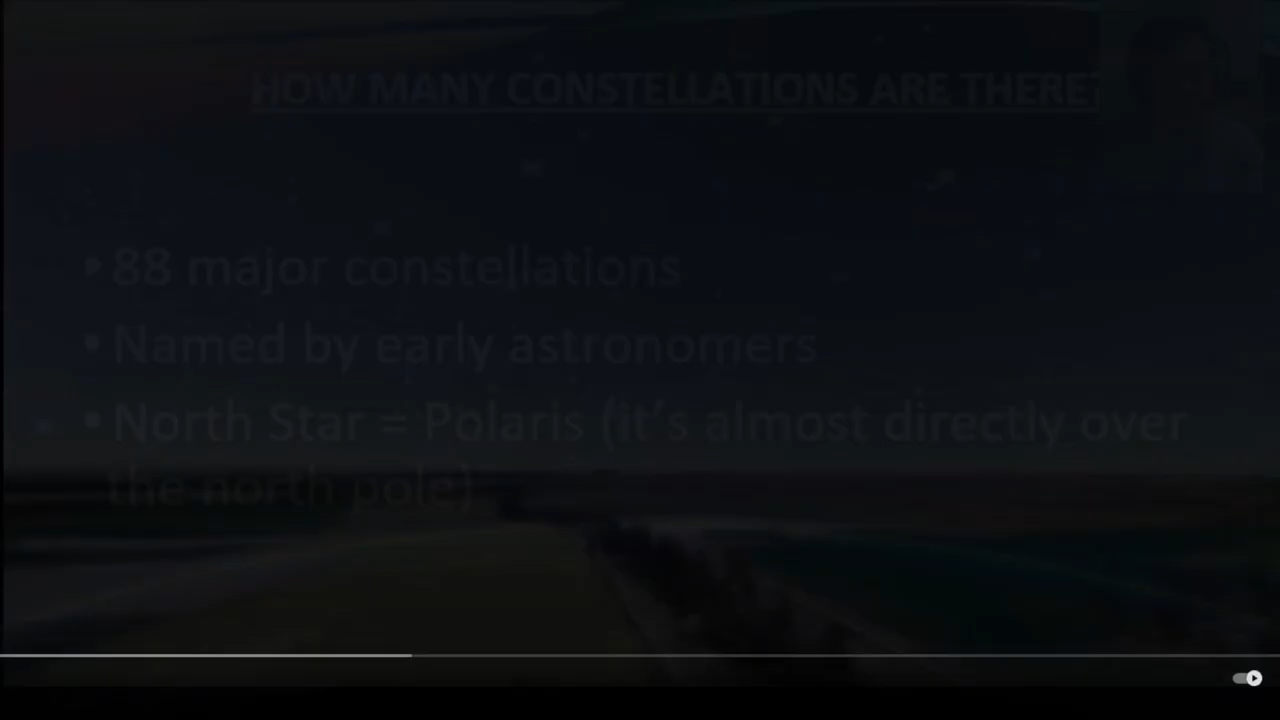 HOW MANY CONSTELLATIONS ARE THERE?
• 88 major constellations
• Named by early astronomers
• North Star = Polaris (it's almost directly over
the north pole)